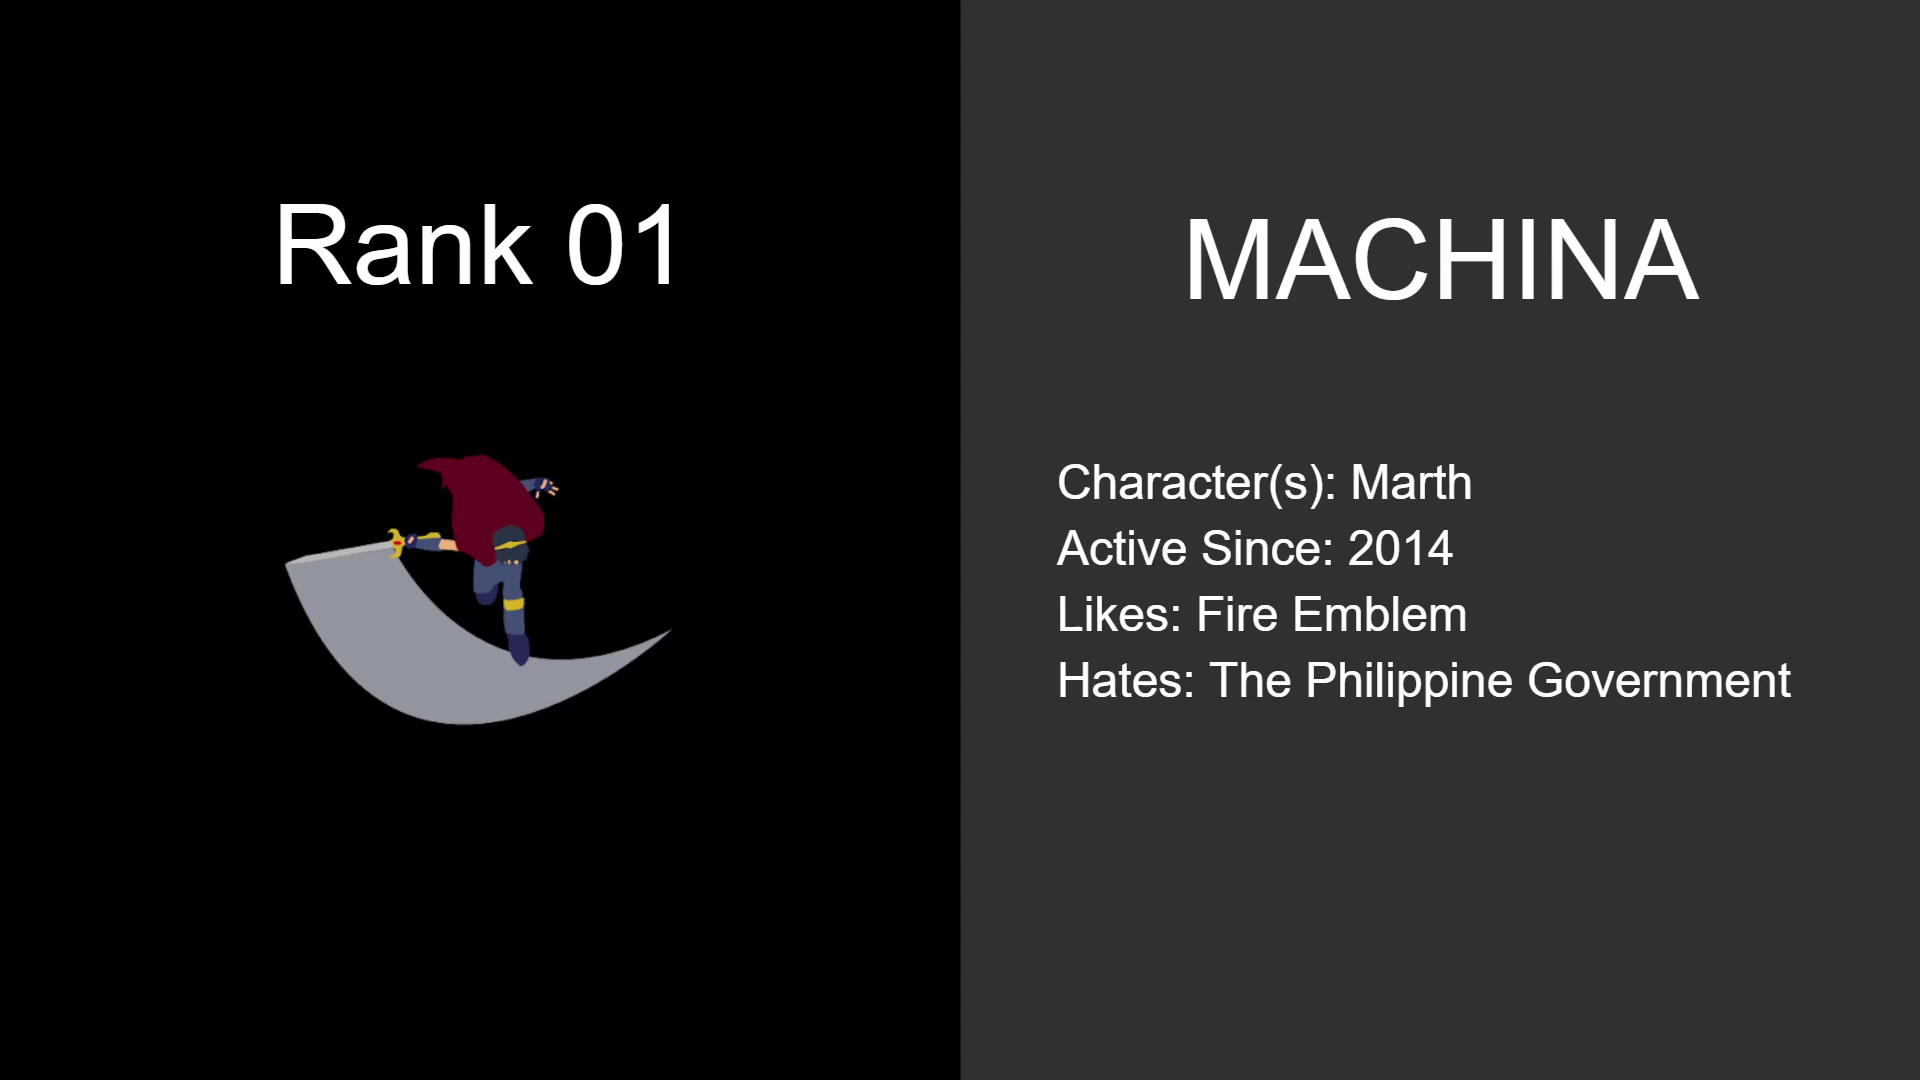 Rank 01
MACHINA
Character(s): Marth
Active Since: 2014
Likes: Fire Emblem
Hates: The Philippine Government